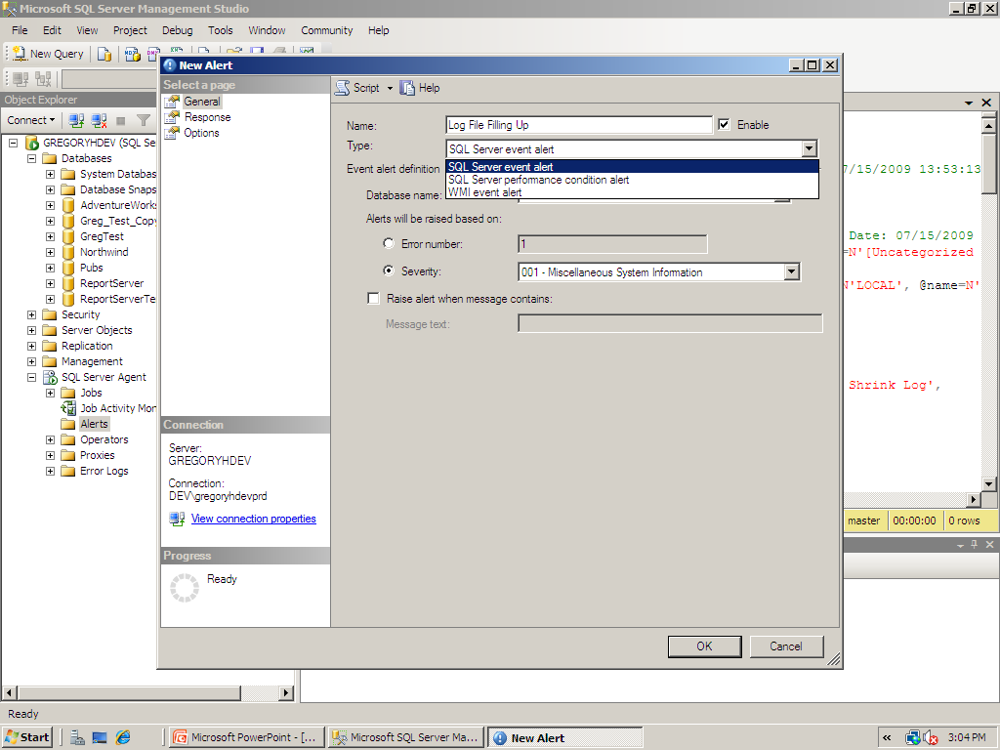 Microsoft SQL Server Management Studio
File Edit View Project Debug Tools Window Community Help
New Query
New Alert
Select a page
General
Response
Options
Script Help
Name: Log File Filling Up Enable
Type: SQL Server event alert
SQL Server event alert
SQL Server performance condition alert
WMI event alert
Event alert definition
Database name:
Alerts will be raised based on:
Error number: 1
Severity: 001 - Miscellaneous System Information
Raise alert when message contains:
Message text:
Connection
Server:
GREGORYHDEV
Connection:
DEV\gregoryhdevprd
View connection properties
Progress
Ready
OK Cancel
Object Explorer
Connect
GREGORYHDEV (SQL Se
Databases
System Databas
Database Snaps
AdventureWork
Greg_Test_Copy
GregTest
Northwind
Pubs
ReportServer
ReportServerTe
Security
Server Objects
Replication
Management
SQL Server Agent
Jobs
Job Activity Mon
Alerts
Operators
Proxies
Error Logs
7/15/2009 13:53:13
Date: 07/15/2009
=N'[Uncategorized
N'LOCAL', @name=N'
Shrink Log',
master 00:00:00 0 rows
Ready
Start Microsoft PowerPoint - [... Microsoft SQL Server Ma... New Alert « 3:04 PM